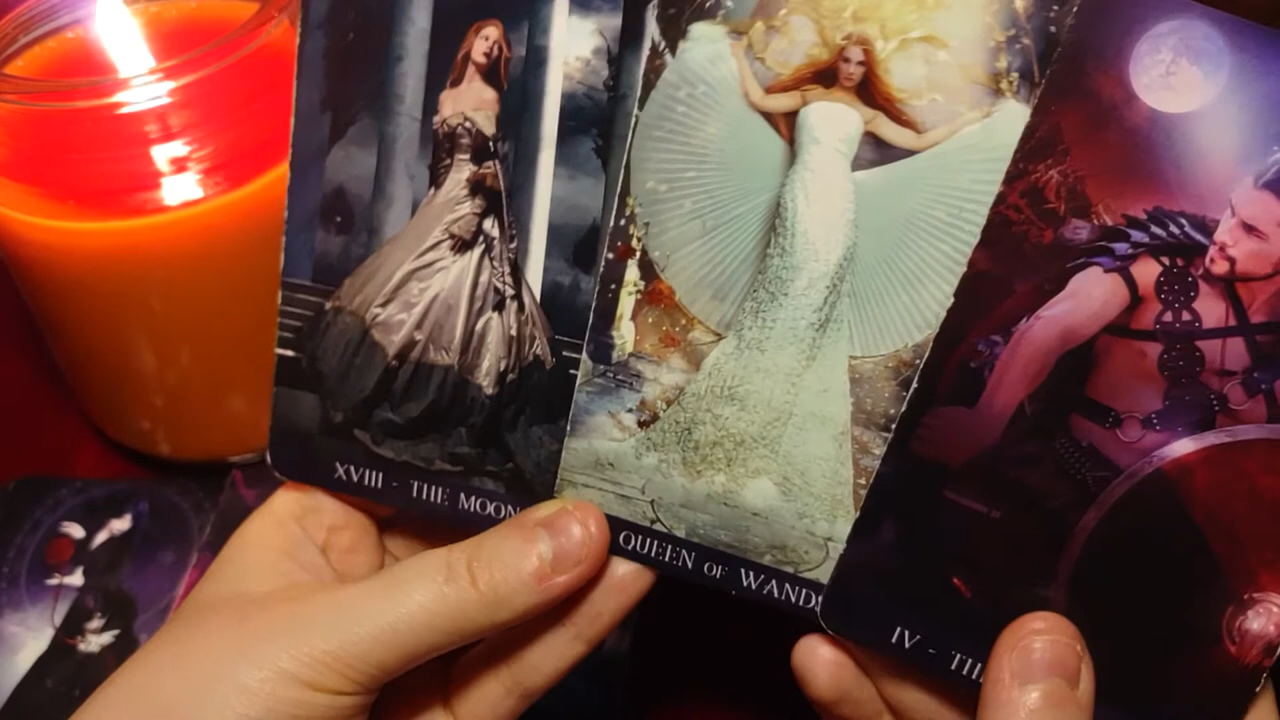 XVIII - THE MOON
QUEEN OF WANDS
IV - TH